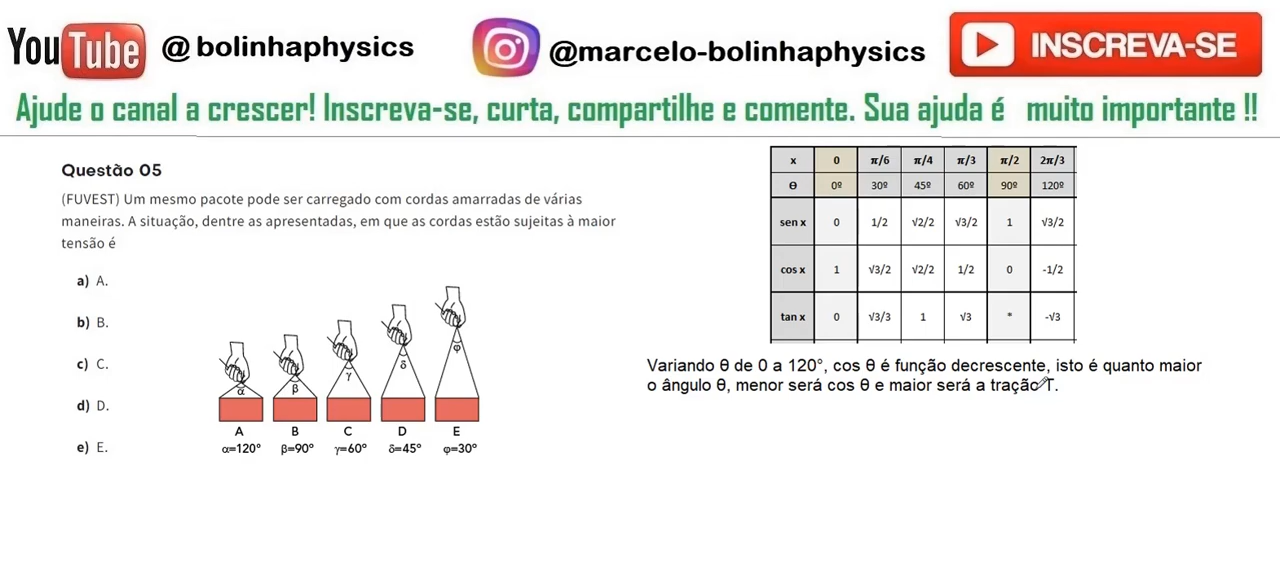 YouTube @bolinhaphysics @marcelo-bolinhaphysics INSCREVA-SE
Ajude o canal a crescer! Inscreva-se, curta, compartilhe e comente. Sua ajuda é muito importante !!
Questão 05
(FUVEST) Um mesmo pacote pode ser carregado com cordas amarradas de várias
maneiras. A situação, dentre as apresentadas, em que as cordas estão sujeitas à maior
tensão é
a) A.
b) B.
c) C.
d) D.
e) E.
α β γ δ φ
A B C D E
α=120° β=90° γ=60° δ=45° φ=30°
x 0 π/6 π/4 π/3 π/2 2π/3
θ 0º 30º 45º 60º 90º 120º
sen x 0 1/2 √2/2 √3/2 1 √3/2
cos x 1 √3/2 √2/2 1/2 0 -1/2
tan x 0 √3/3 1 √3 * -√3
Variando θ de 0 a 120°, cos θ é função decrescente, isto é quanto maior
o ângulo θ, menor será cos θ e maior será a tração T.